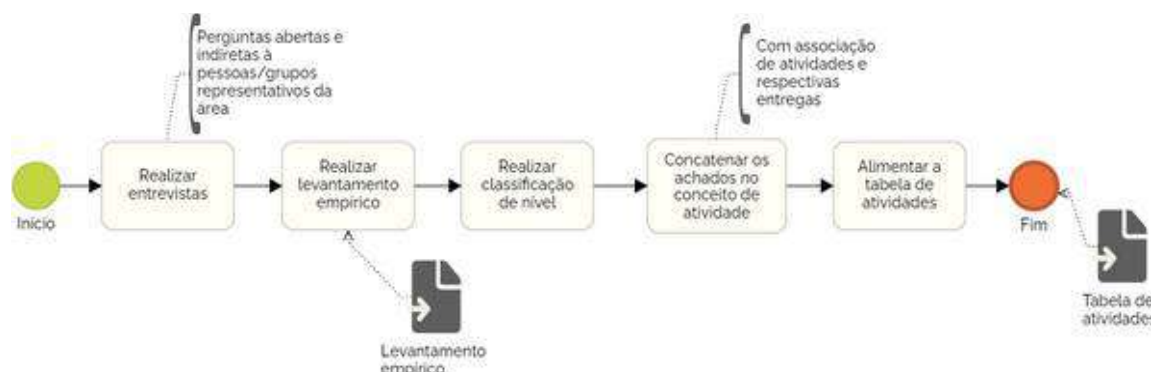 Perguntas abertas e
indiretas à
pessoas/grupos
representativos da
área
Com associação
de atividades e
respectivas
entregas
Início
Realizar
entrevistas
Realizar
levantamento
empírico
Realizar
classificação
de nível
Concatenar os
achados no
conceito de
atividade
Alimentar a
tabela de
atividades
Fim
Levantamento
empírico
Tabela de
atividades